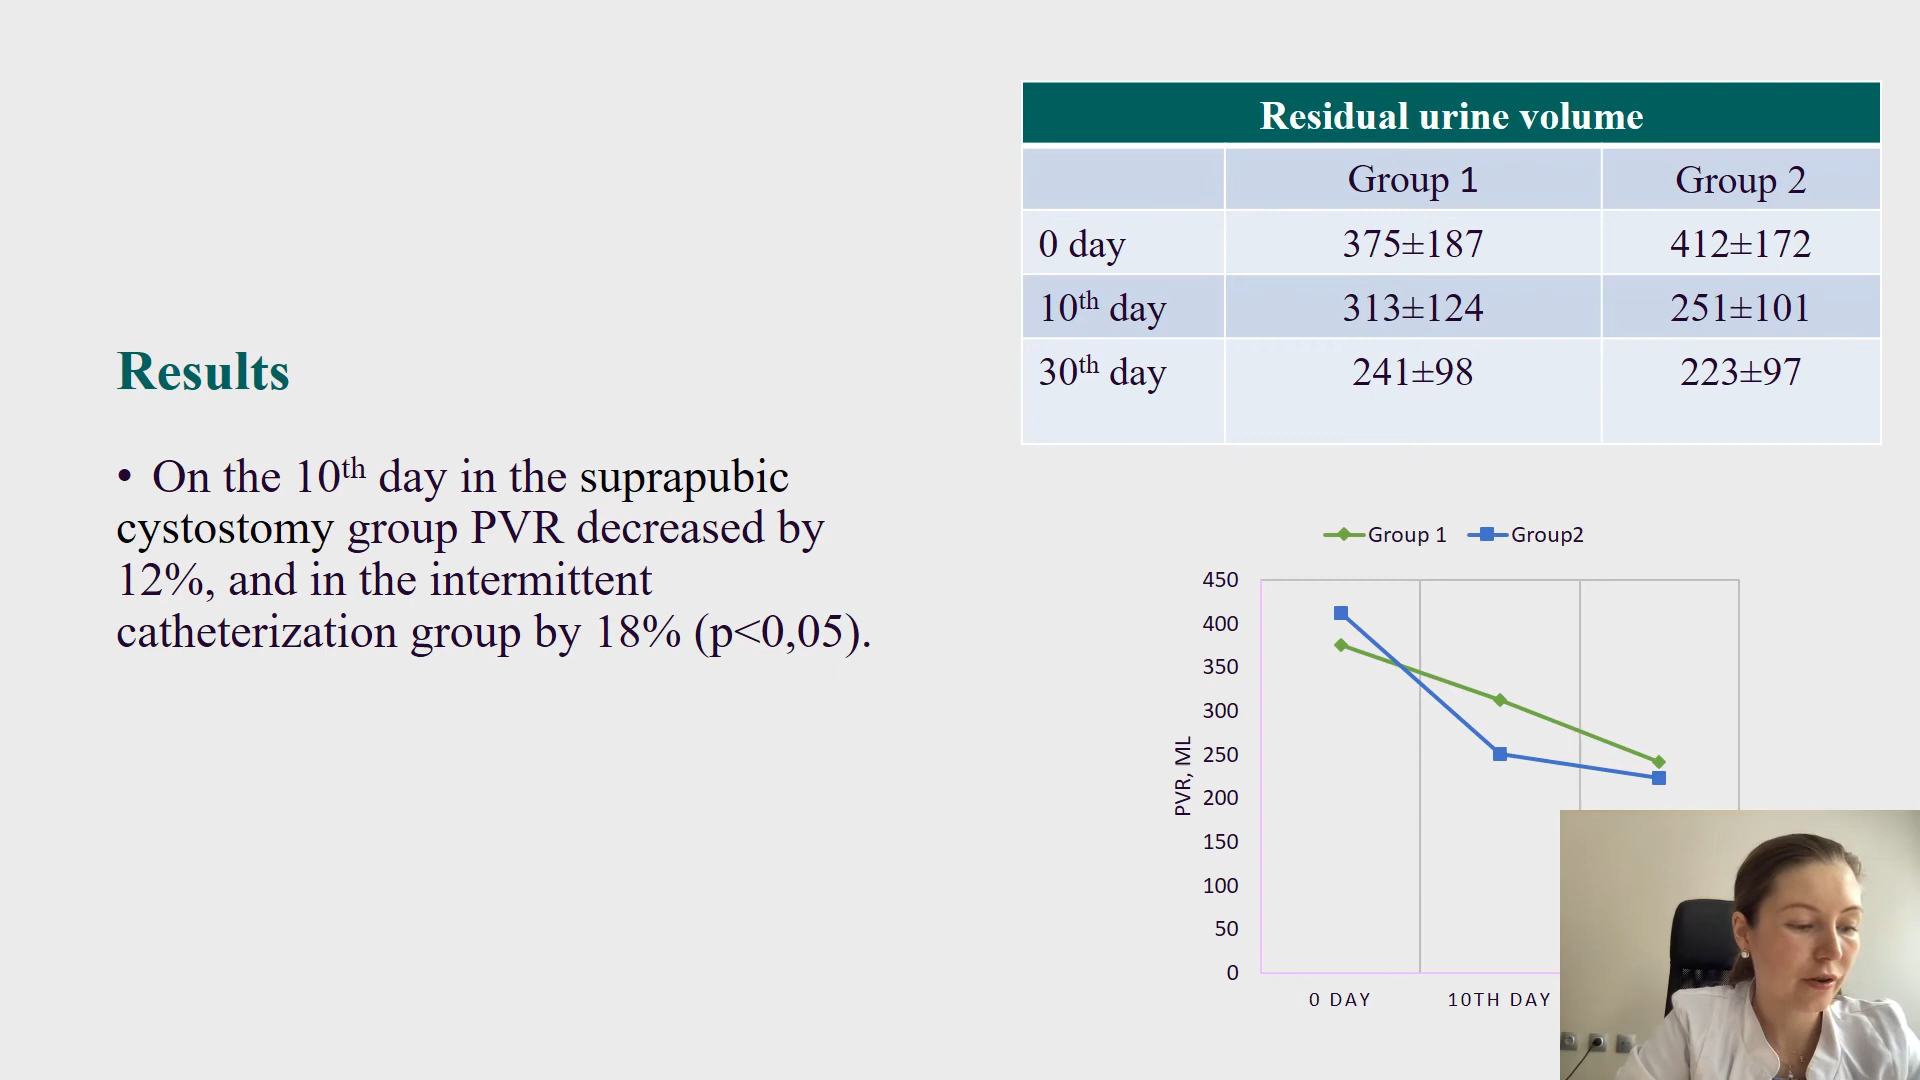 Results
• On the 10th day in the suprapubic
cystostomy group PVR decreased by
12%, and in the intermittent
catheterization group by 18% (p<0,05).
Residual urine volume
Group 1 Group 2
0 day 375±187 412±172
10th day 313±124 251±101
30th day 241±98 223±97
Group 1 Group2
450
400
350
300
250
200
150
100
50
0
PVR, ML
0 DAY 10TH DAY